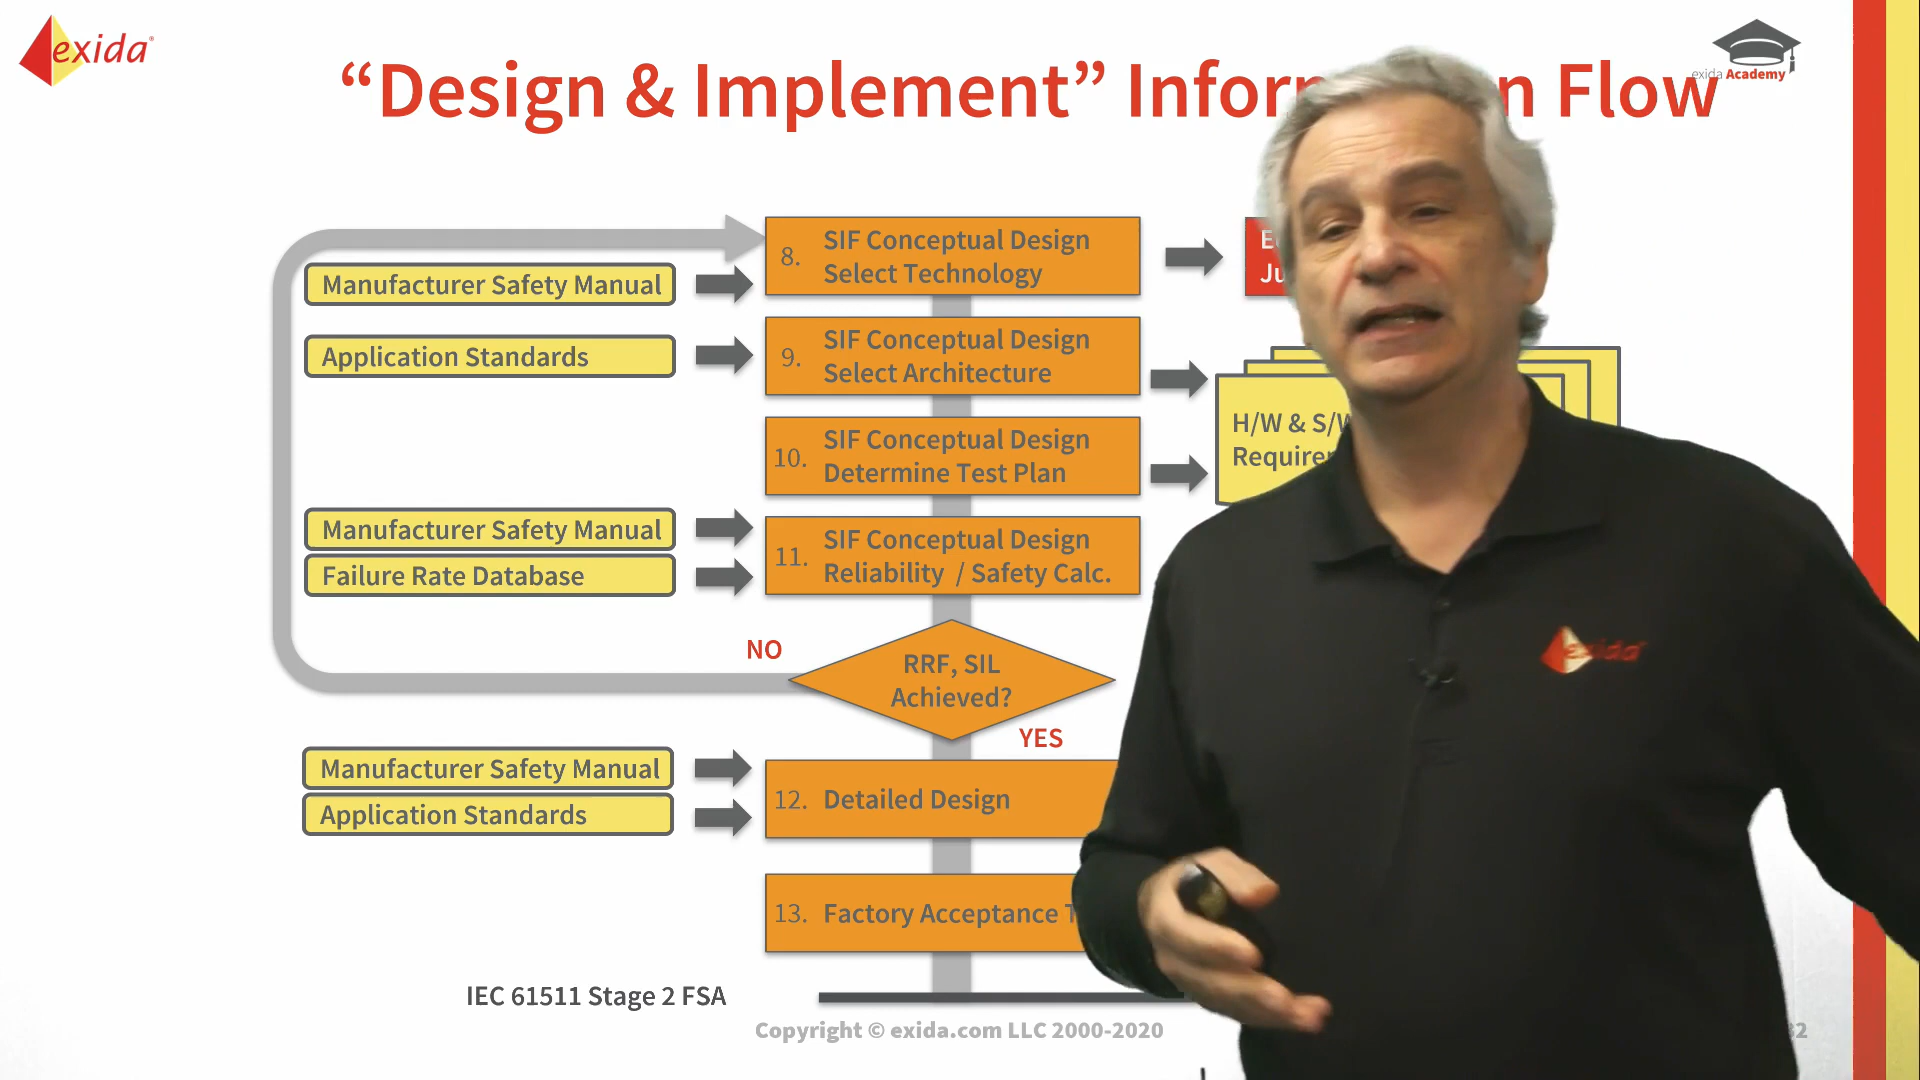 exida
exida Academy
“Design & Implement” Flow
8. SIF Conceptual Design
Select Technology
Manufacturer Safety Manual
9. SIF Conceptual Design
Select Architecture
Application Standards
10. SIF Conceptual Design
Determine Test Plan
H/W &
11. SIF Conceptual Design
Reliability / Safety Calc.
Manufacturer Safety Manual
Failure Rate Database
NO
RRF, SIL
Achieved?
YES
Manufacturer Safety Manual
Application Standards
12. Detailed Design
13. Factory Acceptance
IEC 61511 Stage 2 FSA
Copyright © exida.com LLC 2000-2020
exida